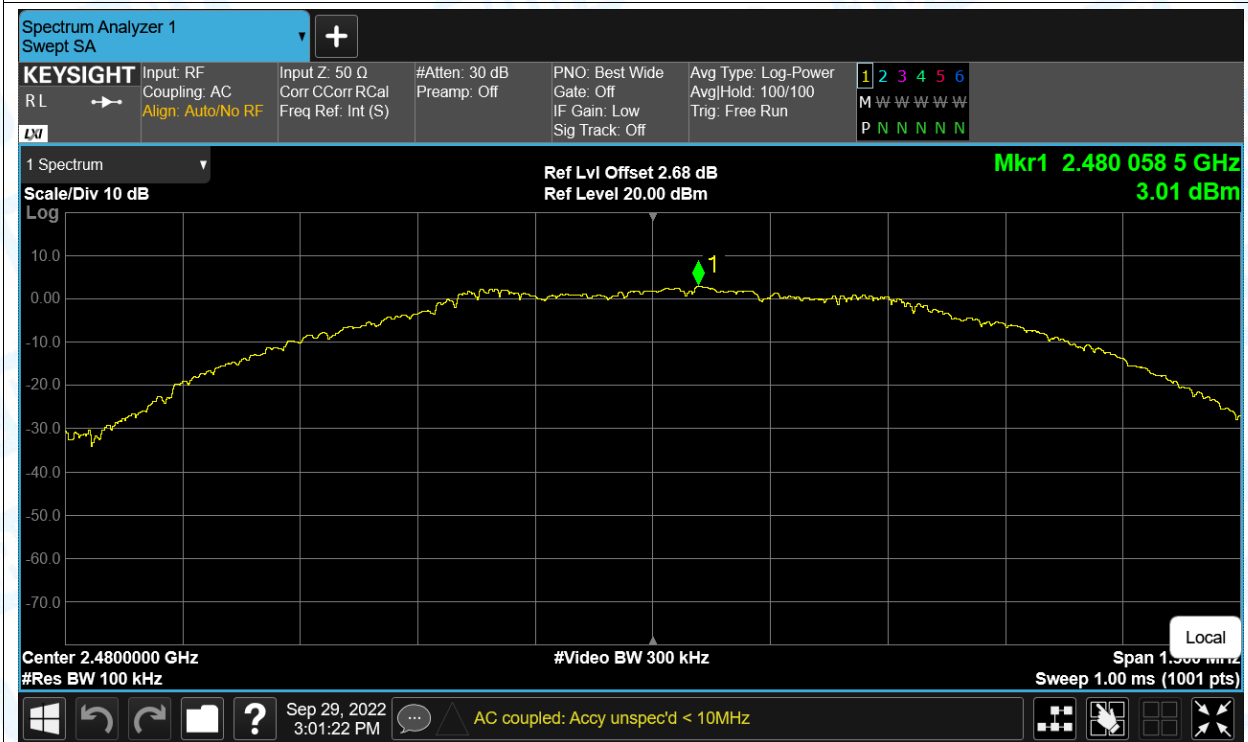 Spectrum Analyzer 1
Swept SA
+
KEYSIGHT
R L
LXI
Input: RF
Coupling: AC
Align: Auto/No RF
Input Z: 50 Ω
Corr CCorr RCal
Freq Ref: Int (S)
#Atten: 30 dB
Preamp: Off
PNO: Best Wide
Gate: Off
IF Gain: Low
Sig Track: Off
Avg Type: Log-Power
Avg|Hold: 100/100
Trig: Free Run
1 2 3 4 5 6
M W W W W W
P N N N N N
1 Spectrum
Scale/Div 10 dB
Log
Ref Lvl Offset 2.68 dB
Ref Level 20.00 dBm
Mkr1 2.480 058 5 GHz
3.01 dBm
1
10.0
0.00
-10.0
-20.0
-30.0
-40.0
-50.0
-60.0
-70.0
Local
Center 2.4800000 GHz
#Video BW 300 kHz
Span
#Res BW 100 kHz
Sweep 1.00 ms (1001 pts)
?
Sep 29, 2022
3:01:22 PM
AC coupled: Accy unspec'd < 10MHz